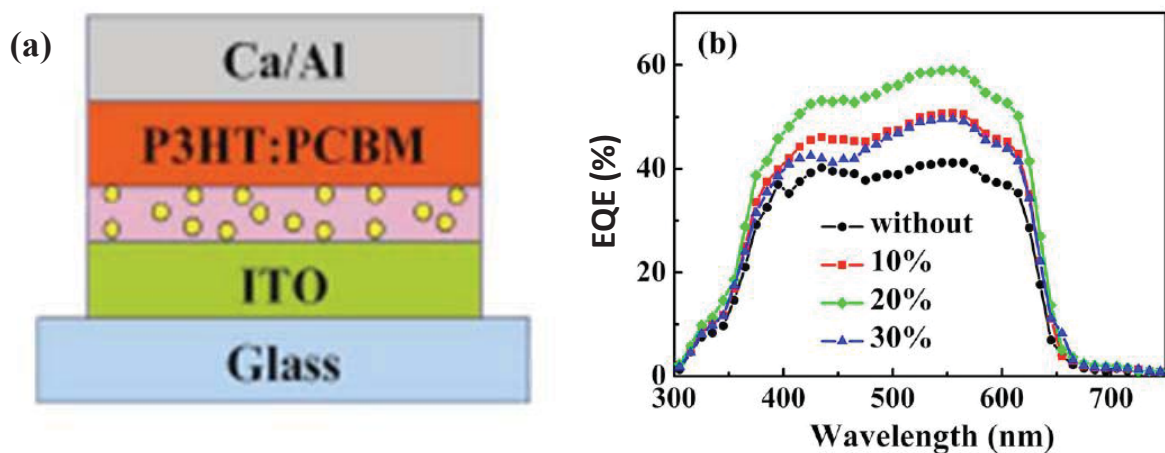 (a)
Ca/Al
P3HT:PCBM
ITO
Glass
(b)
EQE (%)
60
40
20
0
without
10%
20%
30%
300 400 500 600 700
Wavelength (nm)